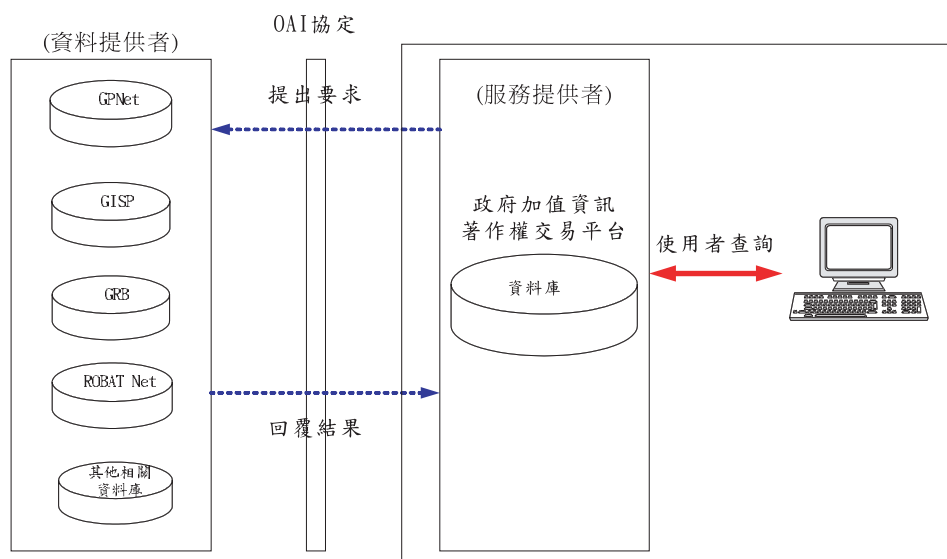 OAI協定
(資料提供者)
GPNet
GISP
GRB
ROBAT Net
其他相關
資料庫
提出要求
回覆結果
(服務提供者)
政府加值資訊
著作權交易平台
資料庫
使用者查詢